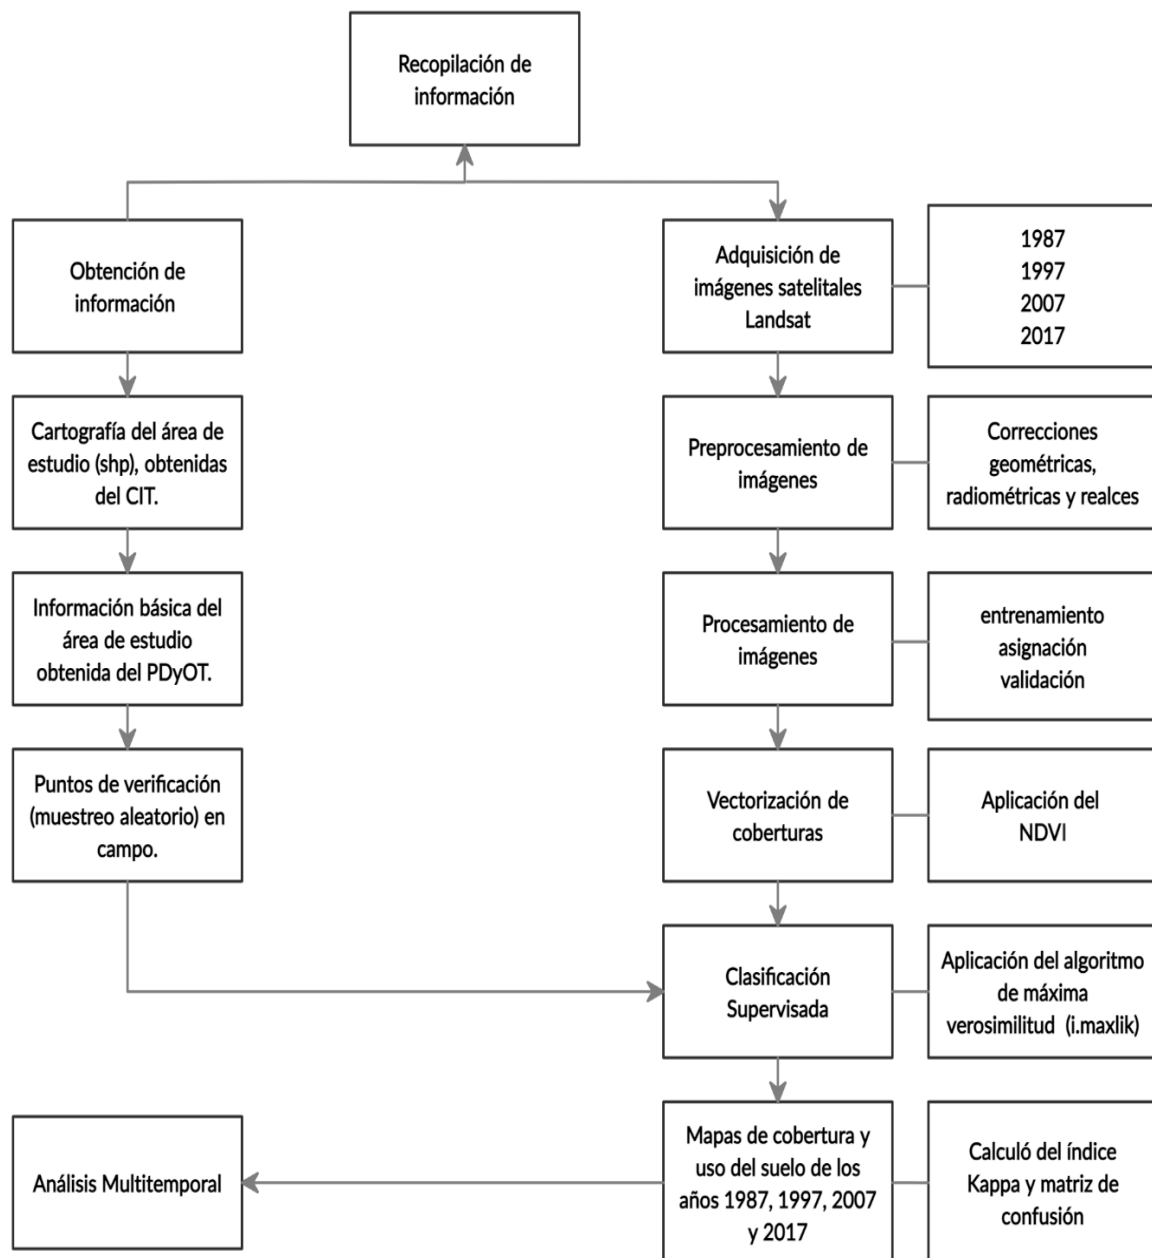 Recopilación de
información
Obtención de
información
Adquisición de
imágenes satelitales
Landsat
1987
1997
2007
2017
Cartografía del área de
estudio (shp), obtenidas
del CIT.
Preprocesamiento de
imágenes
Correcciones
geométricas,
radiométricas y realces
Información básica del
área de estudio
obtenida del PDyOT.
Procesamiento de
imágenes
entrenamiento
asignación
validación
Puntos de verificación
(muestreo aleatorio) en
campo.
Vectorización de
coberturas
Aplicación del
NDVI
Clasificación
Supervisada
Aplicación del algoritmo
de máxima
verosimilitud (i.maxlik)
Análisis Multitemporal
Mapas de cobertura y
uso del suelo de los
años 1987, 1997, 2007
y 2017
Calculó del índice
Kappa y matriz de
confusión